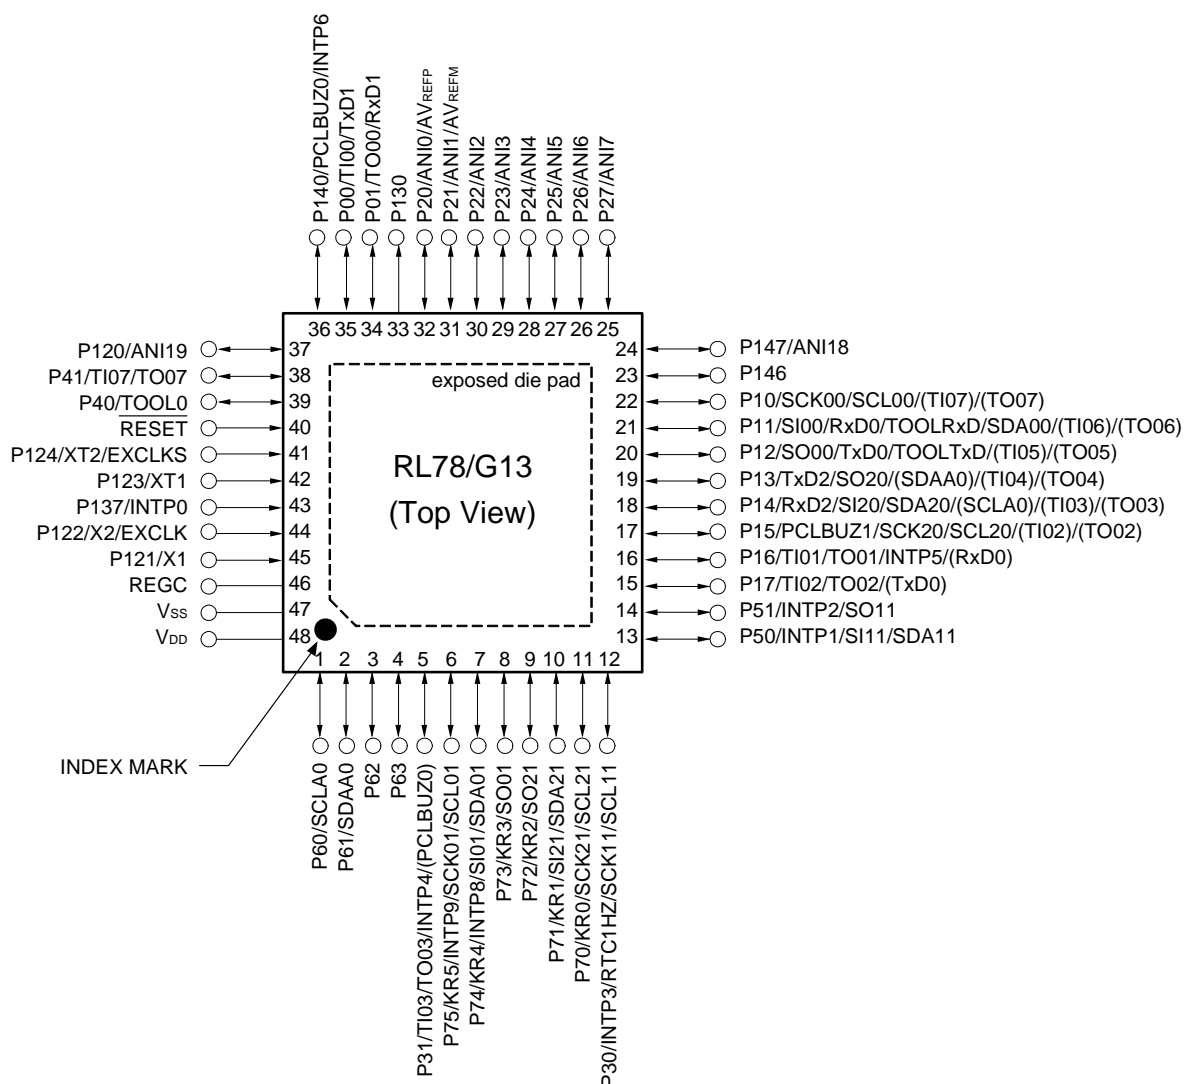 P140/PCLBUZ0/INTP6
P00/TI00/TxD1
P01/TO00/RxD1
P130
P20/ANI0/AVREFP
P21/ANI1/AVREFM
P22/ANI2
P23/ANI3
P24/ANI4
P25/ANI5
P26/ANI6
P27/ANI7
36 35 34 33 32 31 30 29 28 27 26 25
P120/ANI19 37
P41/TI07/TO07 38
P40/TOOL0 39
RESET 40
P124/XT2/EXCLKS 41
P123/XT1 42
P137/INTP0 43
P122/X2/EXCLK 44
P121/X1 45
REGC 46
VSS 47
VDD 48
exposed die pad
RL78/G13
(Top View)
24 P147/ANI18
23 P146
22 P10/SCK00/SCL00/(TI07)/(TO07)
21 P11/SI00/RxD0/TOOLRxD/SDA00/(TI06)/(TO06)
20 P12/SO00/TxD0/TOOLTxD/(TI05)/(TO05)
19 P13/TxD2/SO20/(SDAA0)/(TI04)/(TO04)
18 P14/RxD2/SI20/SDA20/(SCLA0)/(TI03)/(TO03)
17 P15/PCLBUZ1/SCK20/SCL20/(TI02)/(TO02)
16 P16/TI01/TO01/INTP5/(RxD0)
15 P17/TI02/TO02/(TxD0)
14 P51/INTP2/SO11
13 P50/INTP1/SI11/SDA11
1 2 3 4 5 6 7 8 9 10 11 12
INDEX MARK
P60/SCLA0
P61/SDAA0
P62
P63
P31/TI03/TO03/INTP4/(PCLBUZ0)
P75/KR5/INTP9/SCK01/SCL01
P74/KR4/INTP8/SI01/SDA01
P73/KR3/SO01
P72/KR2/SO21
P71/KR1/SI21/SDA21
P70/KR0/SCK21/SCL21
P30/INTP3/RTC1HZ/SCK11/SCL11